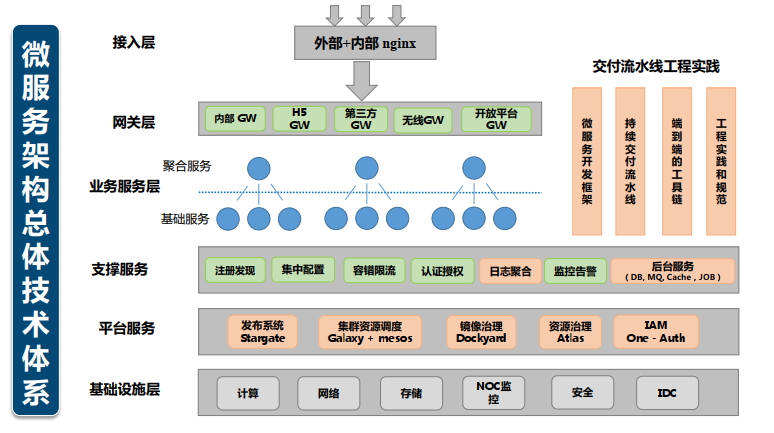 微服务架构总体技术体系
接入层
外部+内部 nginx
交付流水线工程实践
网关层
内部 GW
H5
GW
第三方
GW
无线GW
开放平台
GW
微服务开发框架
持续交付流水线
端到端的工具链
工程实践和规范
业务服务层
聚合服务
基础服务
支撑服务
注册发现
集中配置
容错限流
认证授权
日志聚合
监控告警
后台服务
( DB, MQ, Cache , JOB )
平台服务
发布系统
Stargate
集群资源调度
Galaxy + mesos
镜像治理
Dockyard
资源治理
Atlas
IAM
One - Auth
基础设施层
计算
网络
存储
NOC监
控
安全
IDC